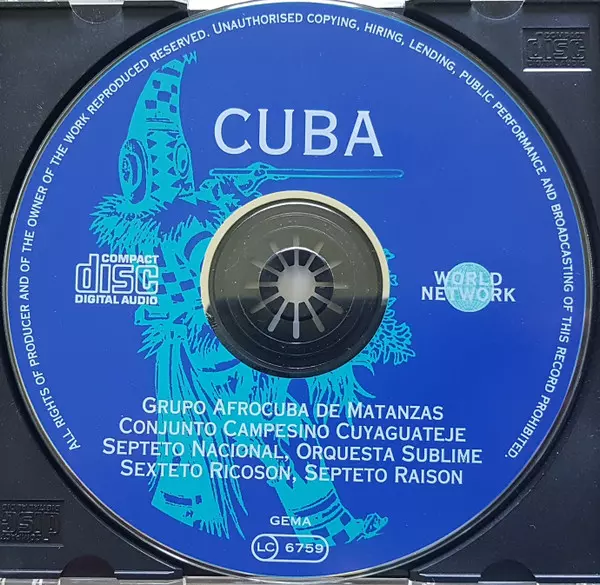 ALL RIGHTS OF PRODUCER AND OF THE OWNER OF THE WORK REPRODUCED RESERVED. UNAUTHORISED COPYING, HIRING, LENDING, PUBLIC PERFORMANCE AND BROADCASTING OF THIS RECORD PROHIBITED.
CUBA
COMPACT
disc
DIGITAL AUDIO
WORLD
NETWORK
GRUPO AFROCUBA DE MATANZAS
CONJUNTO CAMPESINO CUYAGUATEJE
SEPTETO NACIONAL, ORQUESTA SUBLIME
SEXTETO RICOSON, SEPTETO RAISON
GEMA
LC 6759